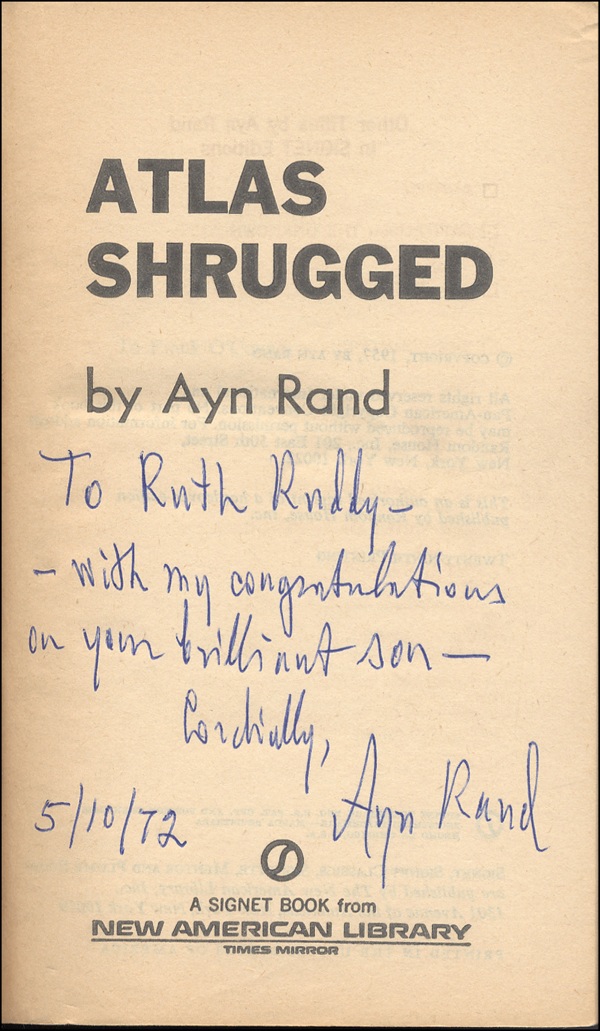 ATLAS
SHRUGGED
by Ayn Rand
To Ruth Ruddy –
– with my congratulations
on your brilliant son —
Cordially,
Ayn Rand
5/10/72
A SIGNET BOOK from
NEW AMERICAN LIBRARY
TIMES MIRROR